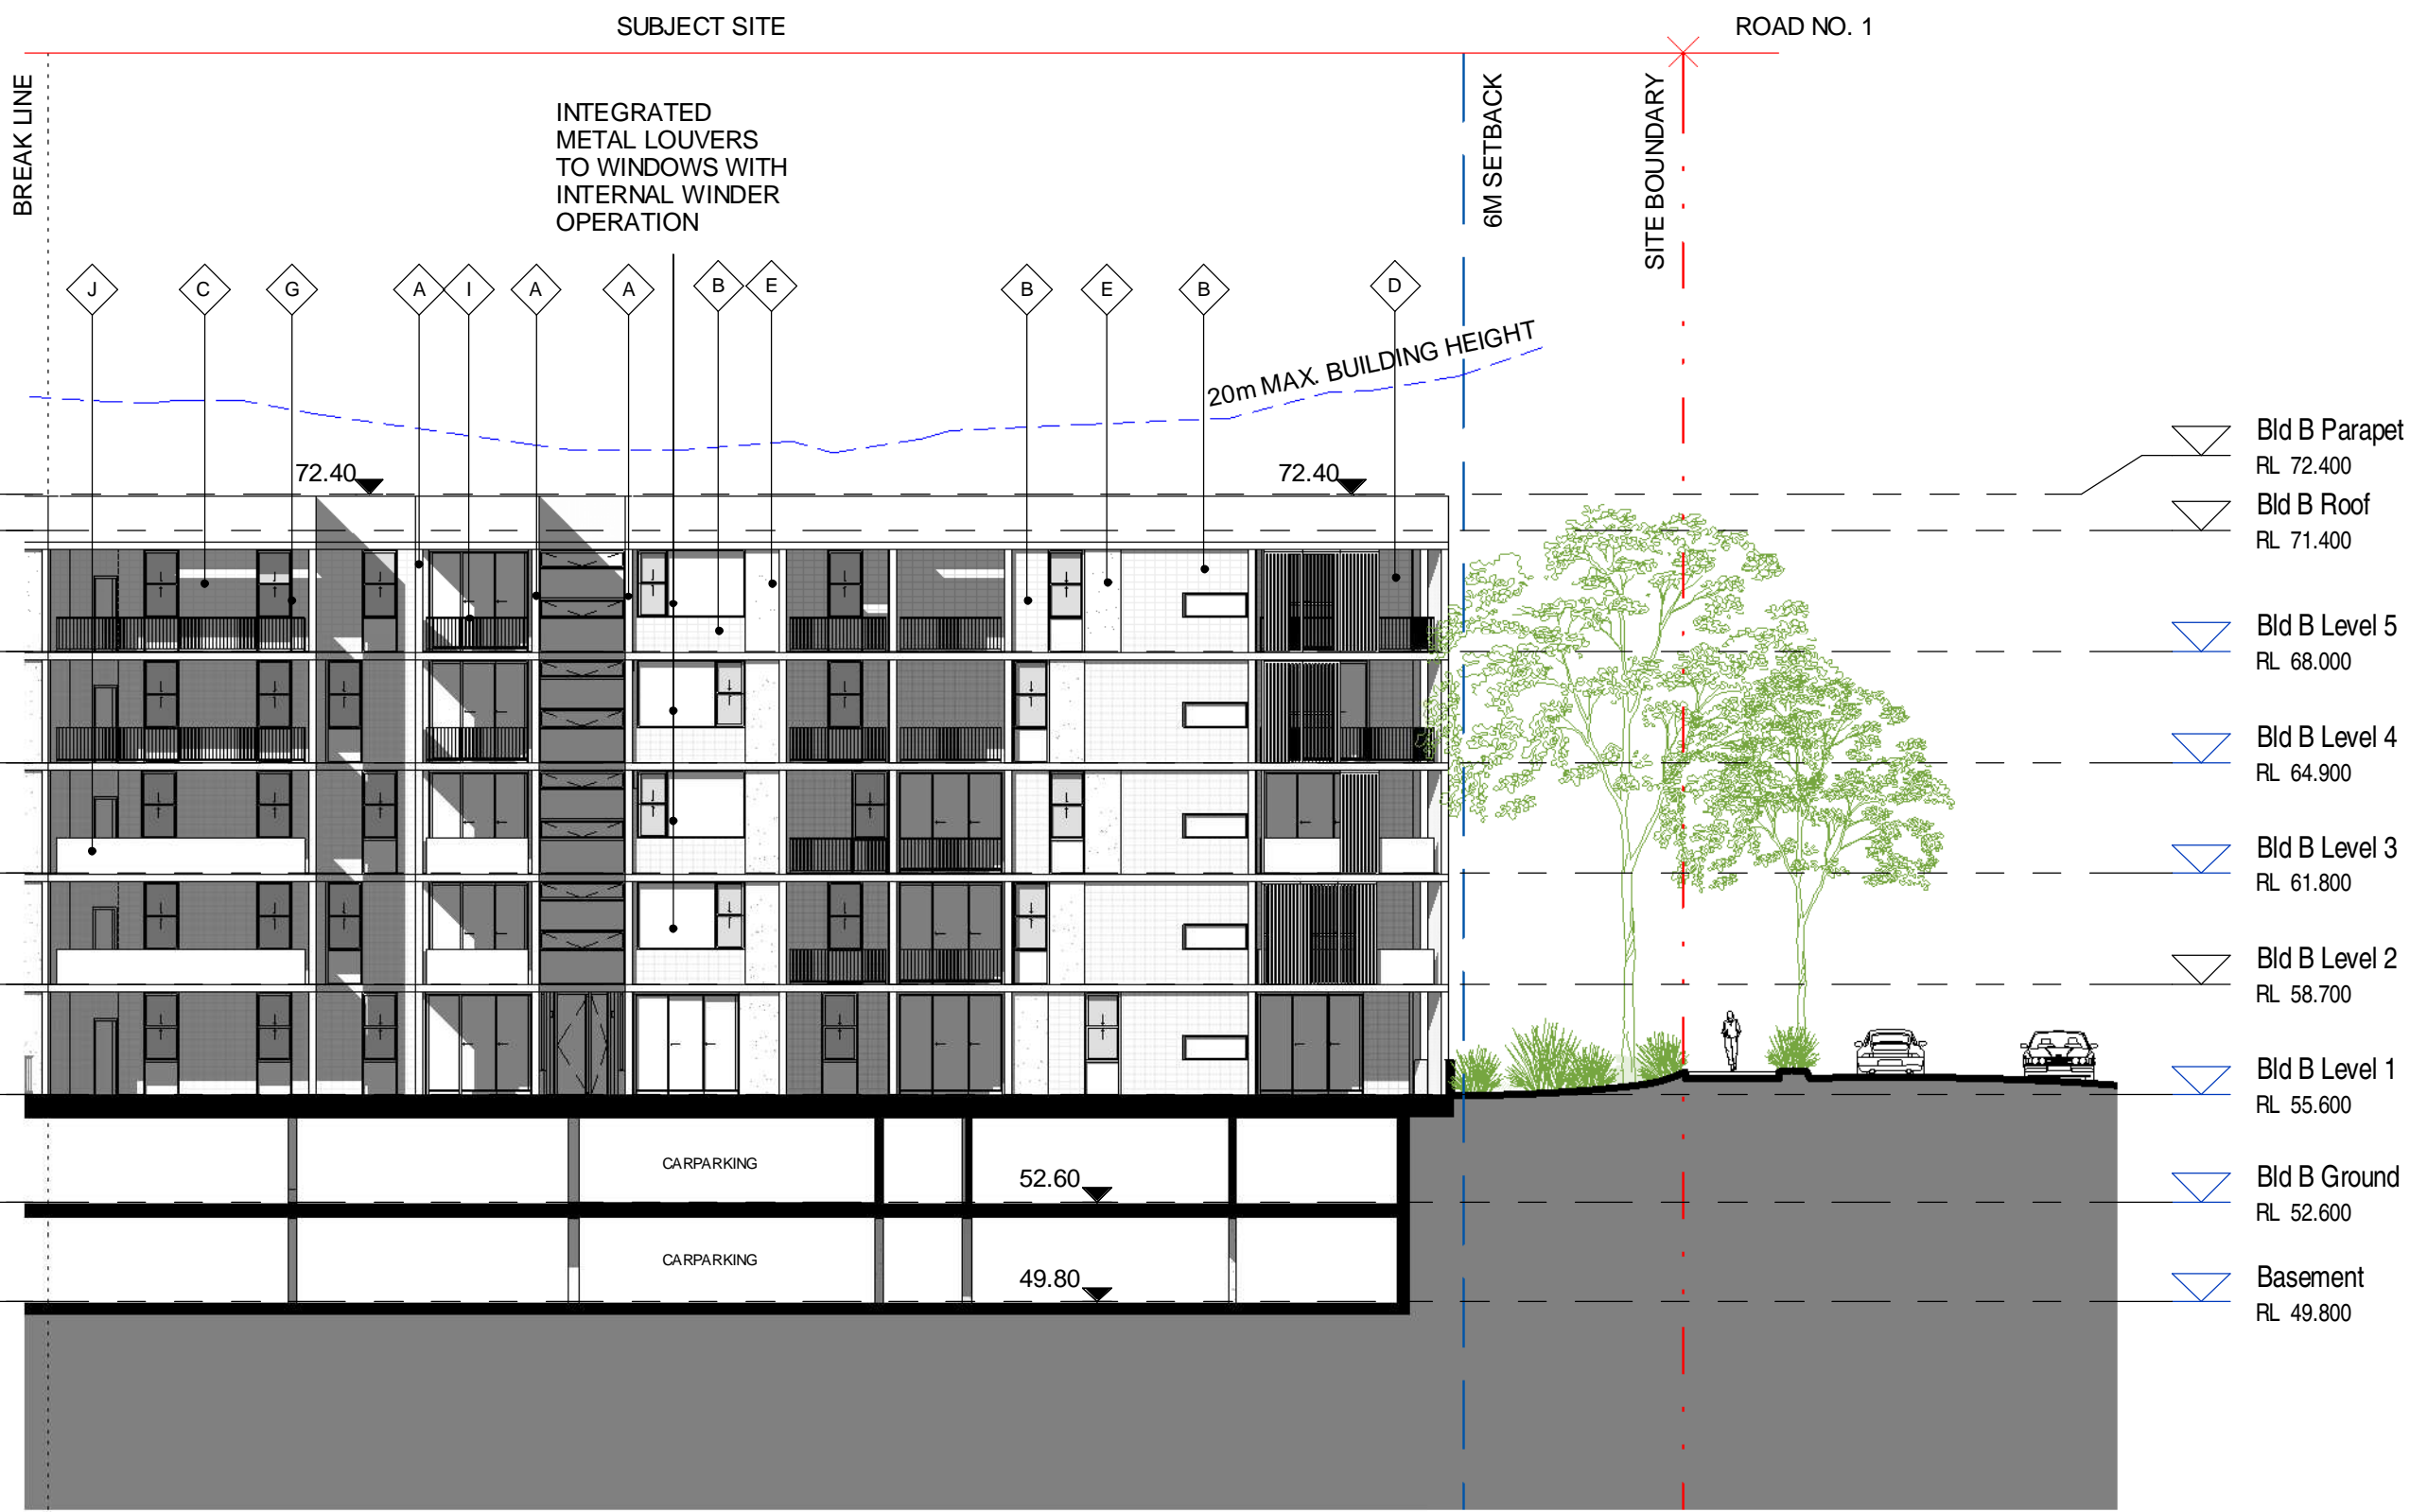 SUBJECT SITE
ROAD NO. 1
BREAK LINE
INTEGRATED
METAL LOUVERS
TO WINDOWS WITH
INTERNAL WINDER
OPERATION
6M SETBACK
SITE BOUNDARY
J
C
G
A
I
A
A
B
E
B
E
B
D
20m MAX. BUILDING HEIGHT
72.40
72.40
Bld B Parapet
RL 72.400
Bld B Roof
RL 71.400
Bld B Level 5
RL 68.000
Bld B Level 4
RL 64.900
Bld B Level 3
RL 61.800
Bld B Level 2
RL 58.700
Bld B Level 1
RL 55.600
CARPARKING
52.60
Bld B Ground
RL 52.600
CARPARKING
49.80
Basement
RL 49.800